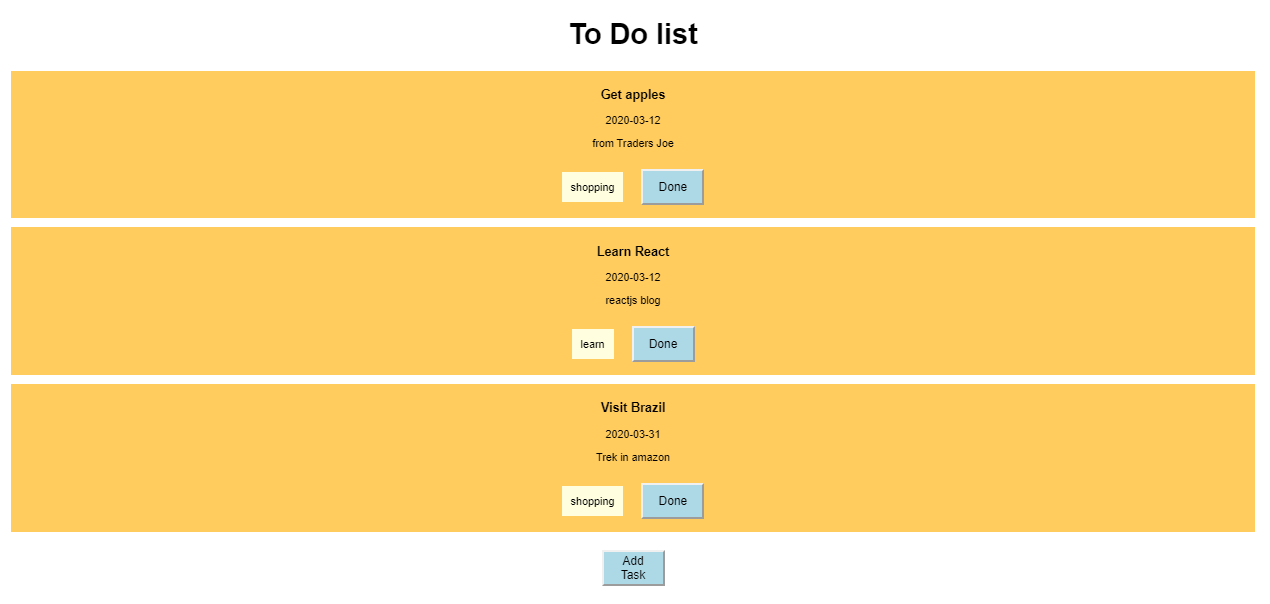 To Do list
Get apples
2020-03-12
from Traders Joe
shopping Done
Learn React
2020-03-12
reactjs blog
learn Done
Visit Brazil
2020-03-31
Trek in amazon
shopping Done
Add
Task